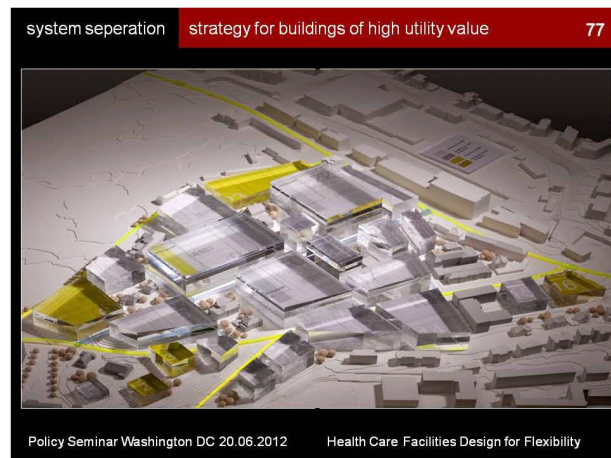 system seperation
strategy for buildings of high utility value
77
Policy Seminar Washington DC 20.06.2012
Health Care Facilities Design for Flexibility